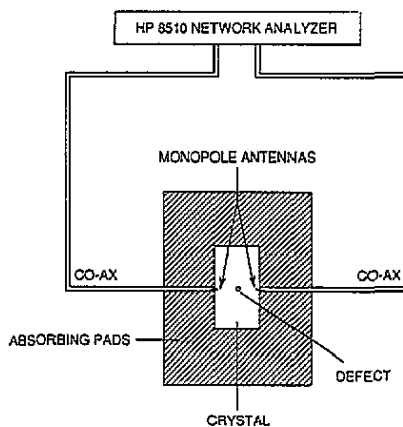 HP 8510 NETWORK ANALYZER
MONOPOLE ANTENNAS
CO-AX
CO-AX
ABSORBING PADS
DEFECT
CRYSTAL